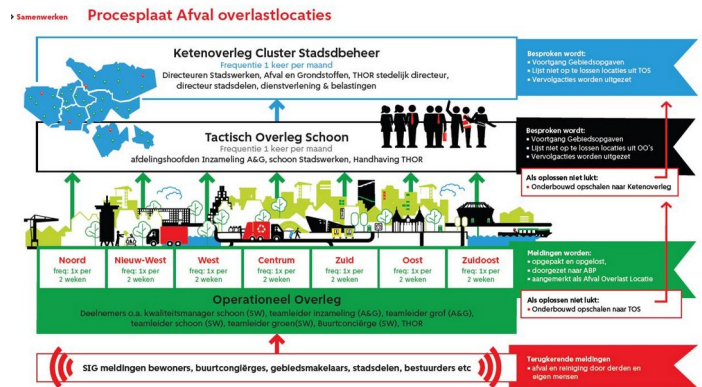 Samenwerken
Procesplaat Afval overlastlocaties
Ketenoverleg Cluster Stadsdbeheer
Frequentie 1 keer per maand
Directeuren Stadswerken, Afval en Grondstoffen, THOR stedelijk directeur,
directeur stadsdelen, dienstverlening & belastingen
Besproken wordt:
• Voortgang Gebiedsopgaven
• Lijst niet op te lossen locaties uit TOS
• Vervolgacties worden uitgezet
Tactisch Overleg Schoon
Frequentie 1 keer per maand
afdelingshoofden Inzameling A&G, schoon Stadswerken, Handhaving THOR
Besproken wordt:
• Voortgang Gebiedsopgaven
• Lijst niet op te lossen locaties uit OO's
• Vervolgacties worden uitgezet
Als oplossen niet lukt:
• Onderbouwd opschalen naar Ketenoverleg
Noord
freq: 1x per
2 weken
Nieuw-West
freq: 1x per
2 weken
West
freq: 1x per
2 weken
Centrum
freq: 1x per
2 weken
Zuid
freq: 1x per
2 weken
Oost
freq: 1x per
2 weken
Zuidoost
freq: 1x per
2 weken
Operationeel Overleg
Deelnemers o.a. kwaliteitsmanager schoon (SW), teamleider inzameling (A&G), teamleider grof (A&G),
teamleider schoon (SW), teamleider groen(SW), Buurtconciërge (SW), THOR
Meldingen worden:
• opgepakt en opgelost,
• doorgezet naar ABP
• aangemerkt als Afval Overlast Locatie
Als oplossen niet lukt:
• Onderbouwd opschalen naar TOS
SIG meldingen bewoners, buurtcongiërges, gebiedsmakelaars, stadsdelen, bestuurders etc
Terugkerende meldingen
• afval en reiniging door derden en
eigen mensen